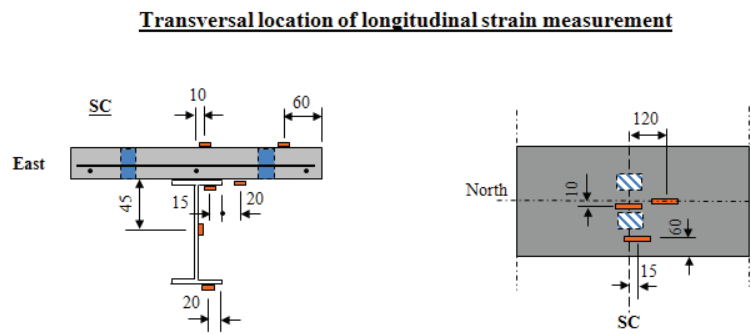 Transversal location of longitudinal strain measurement
SC
10
60
East
45
15
20
20
120
North
10
60
15
SC